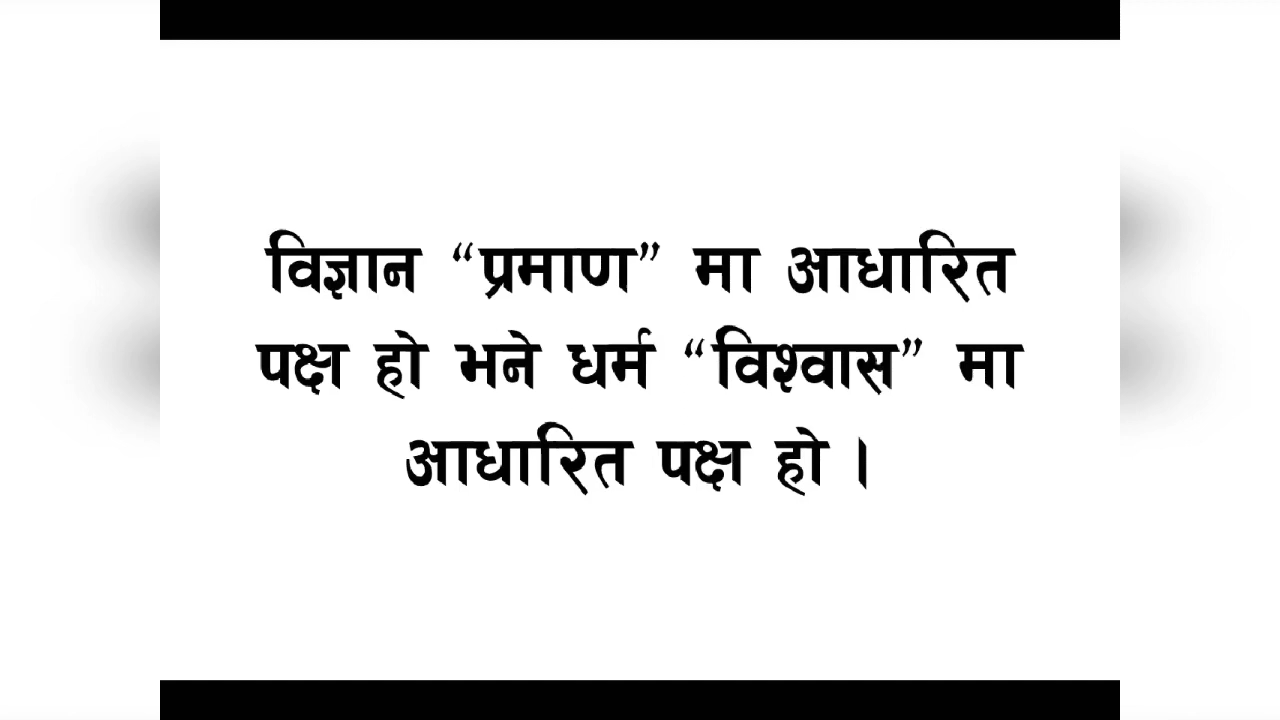 विज्ञान “प्रमाण” मा आधारित
पक्ष हो भने धर्म “विश्वास” मा
आधारित पक्ष हो ।